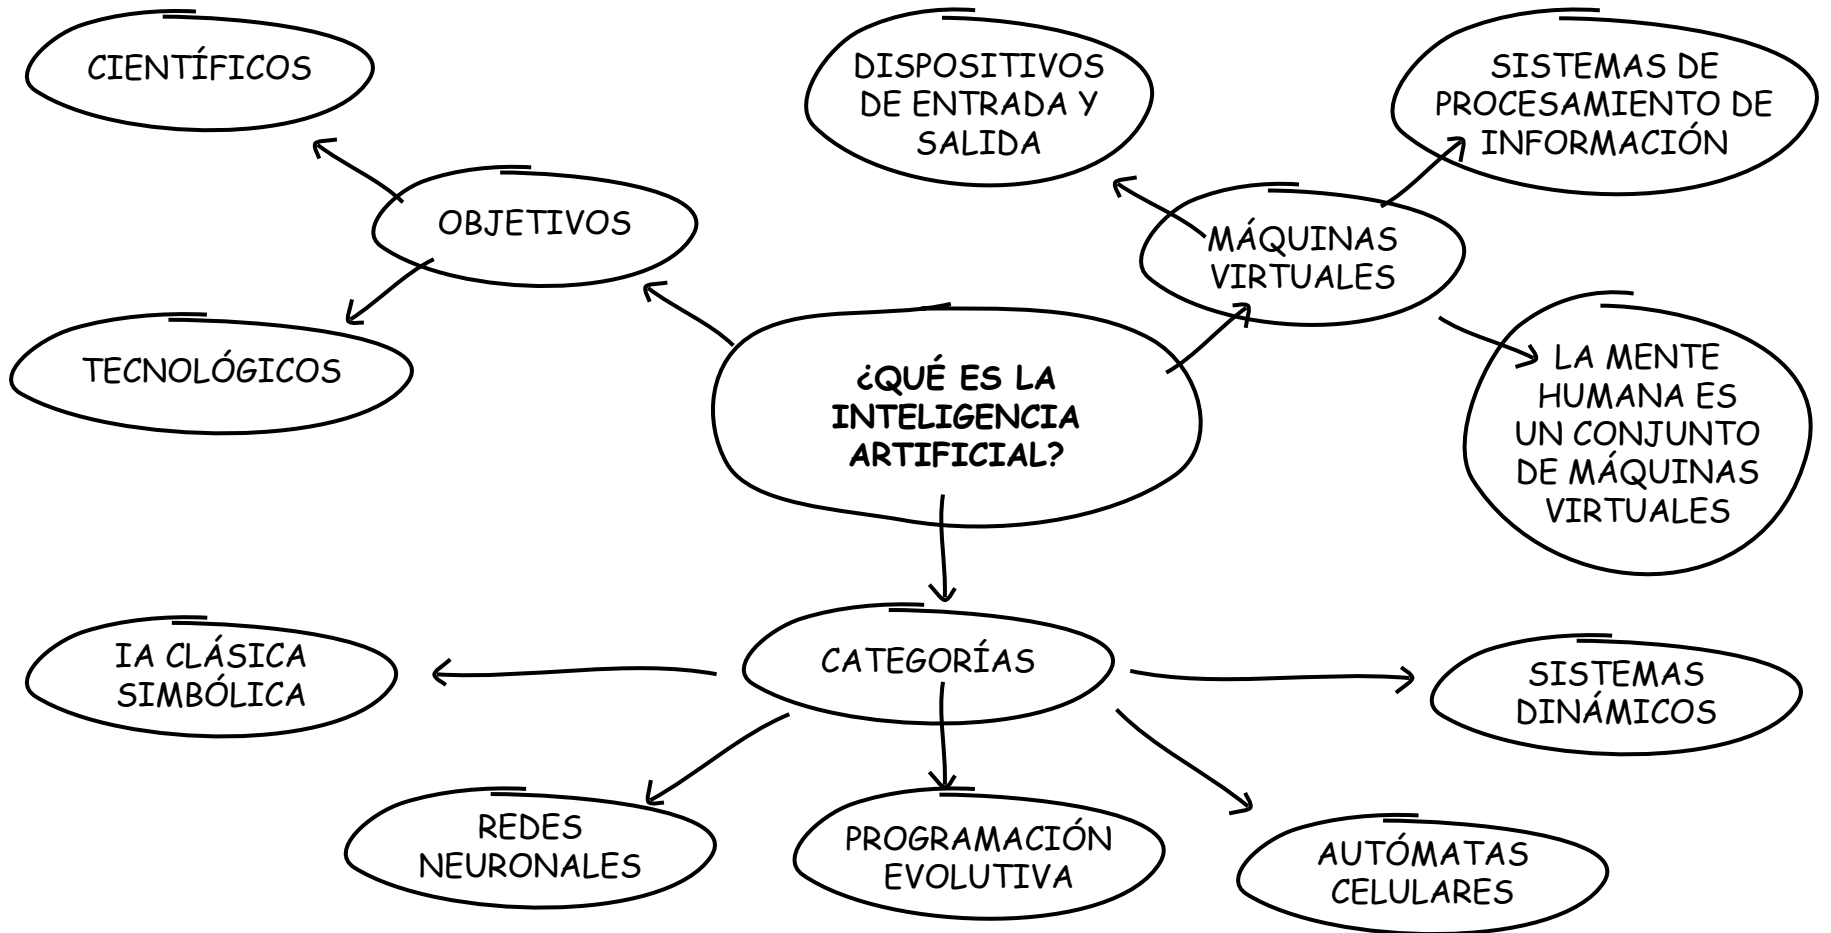 CIENTÍFICOS
DISPOSITIVOS
DE ENTRADA Y
SALIDA
SISTEMAS DE
PROCESAMIENTO DE
INFORMACIÓN
OBJETIVOS
MÁQUINAS
VIRTUALES
TECNOLÓGICOS
¿QUÉ ES LA
INTELIGENCIA
ARTIFICIAL?
LA MENTE
HUMANA ES
UN CONJUNTO
DE MÁQUINAS
VIRTUALES
IA CLÁSICA
SIMBÓLICA
CATEGORÍAS
SISTEMAS
DINÁMICOS
REDES
NEURONALES
PROGRAMACIÓN
EVOLUTIVA
AUTÓMATAS
CELULARES